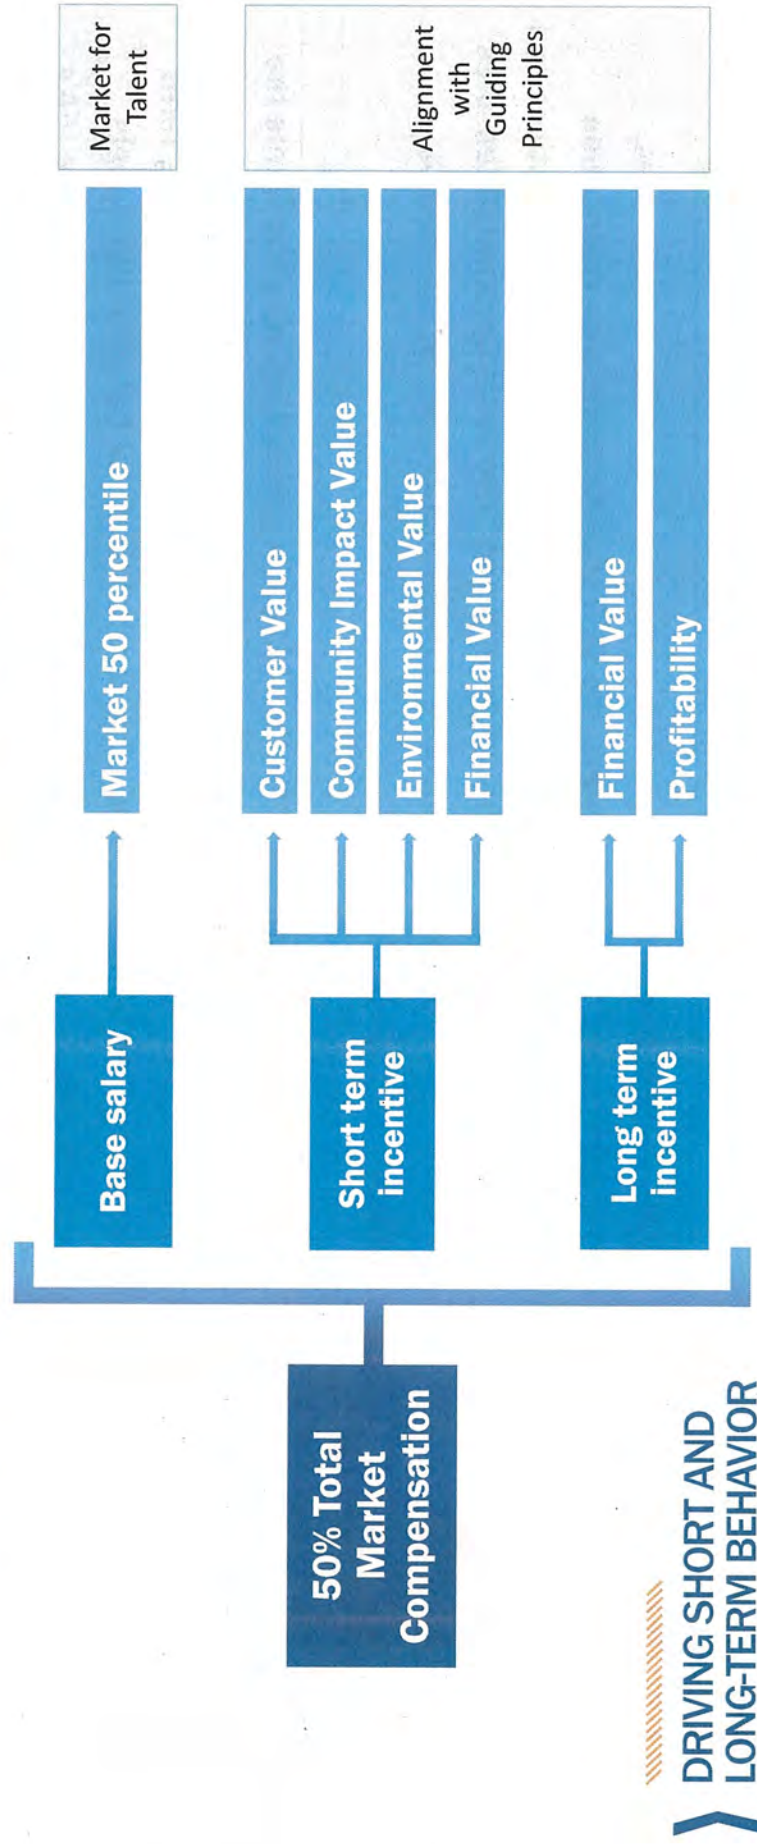 50% Total
Market
Compensation
Base salary
Market 50 percentile
Market for
Talent
Short term
incentive
Customer Value
Community Impact Value
Environmental Value
Financial Value
Alignment
with
Guiding
Principles
Long term
incentive
Financial Value
Profitability
DRIVING SHORT AND
LONG-TERM BEHAVIOR